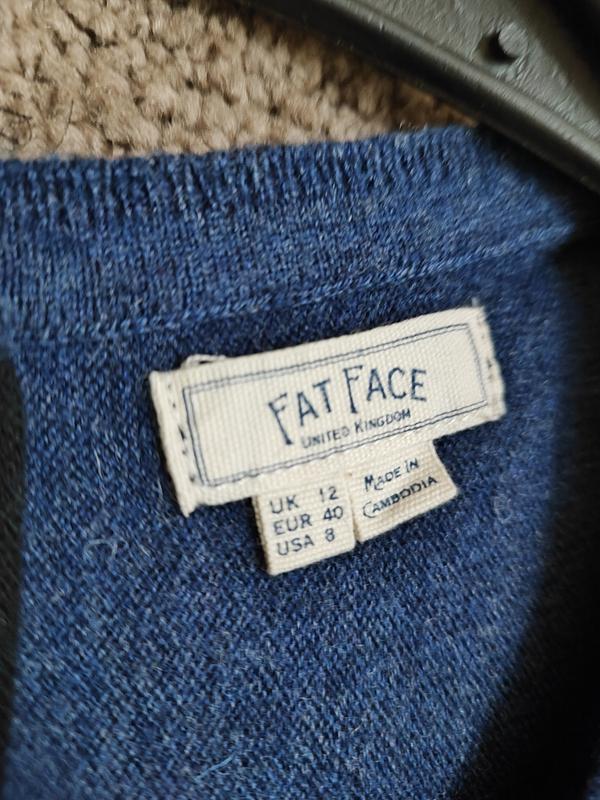 FAT FACE
UNITED KINGDOM
UK 12
EUR 40
USA 8
MADE IN
CAMBODIA